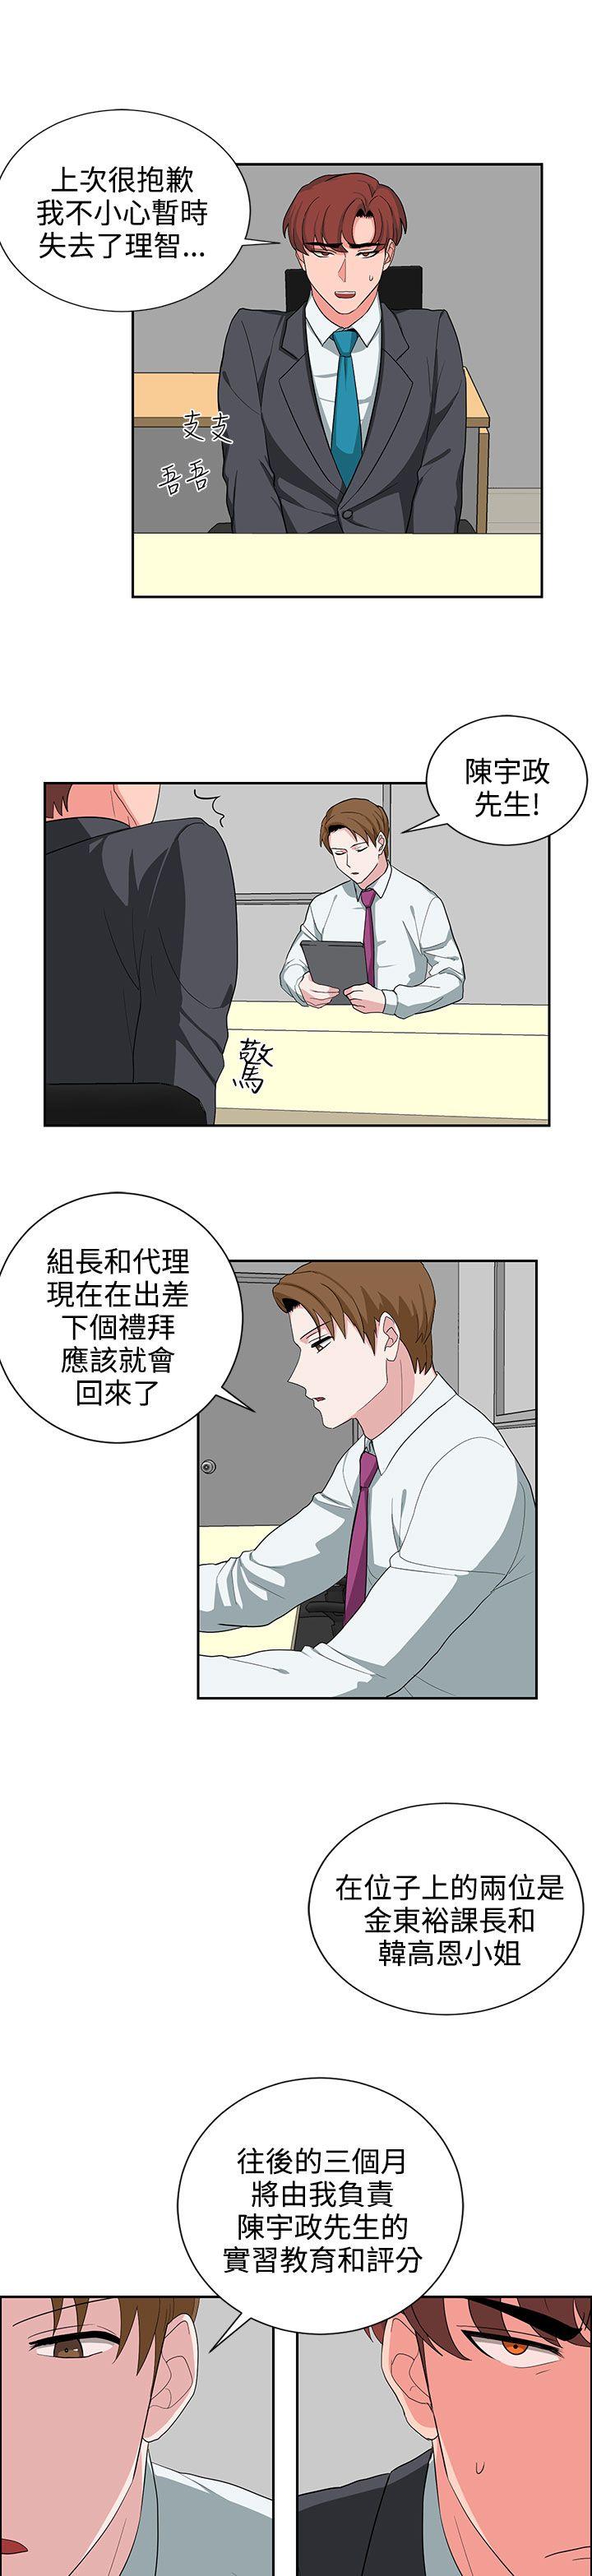 上次很抱歉
我不小心暫時
失去了理智...
支支
吾吾
陳宇政
先生!
驚
組長和代理
現在在出差
下個禮拜
應該就會
回來了
在位子上的兩位是
金東裕課長和
韓高恩小姐
往後的三個月
將由我負責
陳宇政先生的
實習教育和評分